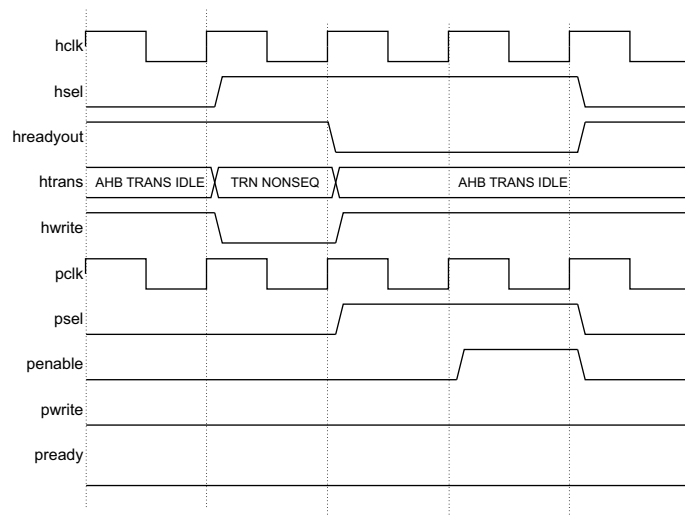 hclk
hsel
hreadyout
htrans AHB TRANS IDLE TRN NONSEQ AHB TRANS IDLE
hwrite
pclk
psel
penable
pwrite
pready